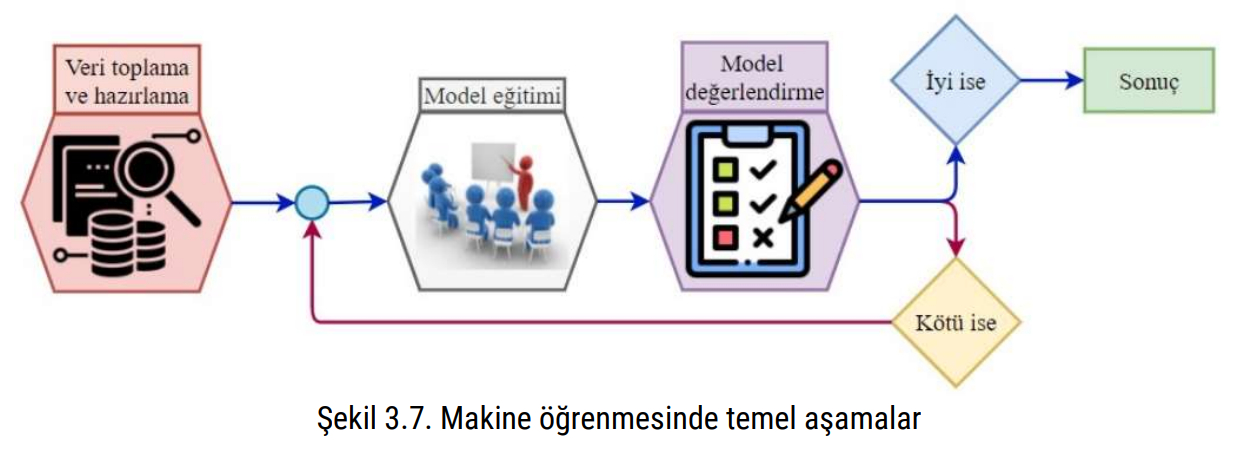 Veri toplama
ve hazırlama
Model eğitimi
Model
değerlendirme
İyi ise
Sonuç
Kötü ise
Şekil 3.7. Makine öğrenmesinde temel aşamalar